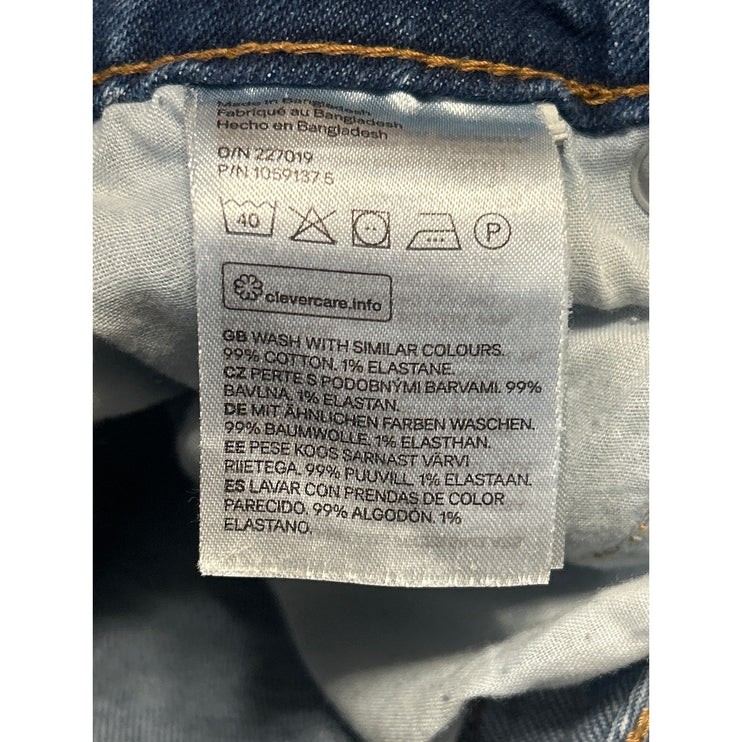 Made in Bangladesh
Fabriqué au Bangladesh
Hecho en Bangladesh
O/N 227019
P/N 1059137 5
40 P
clevercare.info
GB WASH WITH SIMILAR COLOURS.
99% COTTON. 1% ELASTANE.
CZ PERTE S PODOBNÝMI BARVAMI. 99%
BAVLNA, 1% ELASTAN.
DE MIT ÄHNLICHEN FARBEN WASCHEN.
99% BAUMWOLLE, 1% ELASTHAN.
EE PESE KOOS SARNAST VÄRVI
RIIETEGA. 99% PUUVILL, 1% ELASTAAN.
ES LAVAR CON PRENDAS DE COLOR
PARECIDO. 99% ALGODÓN. 1%
ELASTANO.